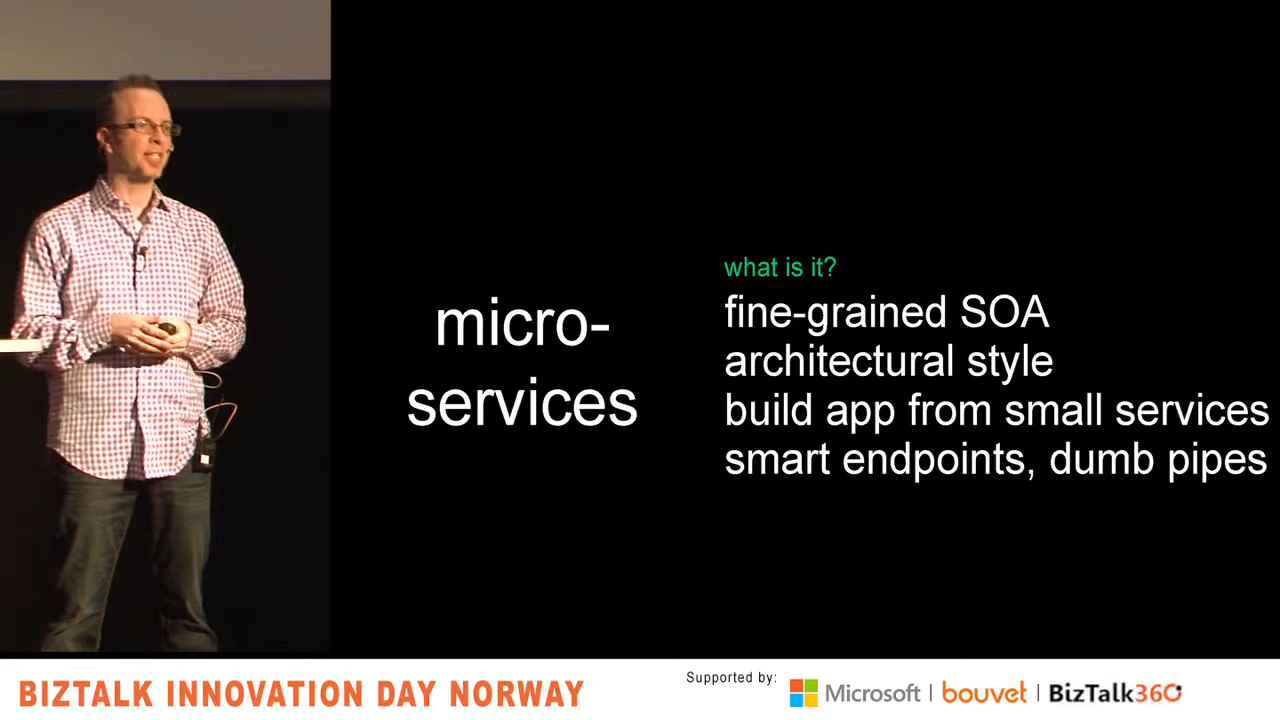 micro-
services
what is it?
fine-grained SOA
architectural style
build app from small services
smart endpoints, dumb pipes
BIZTALK INNOVATION DAY NORWAY
Supported by:
Microsoft | bouvet | BizTalk360